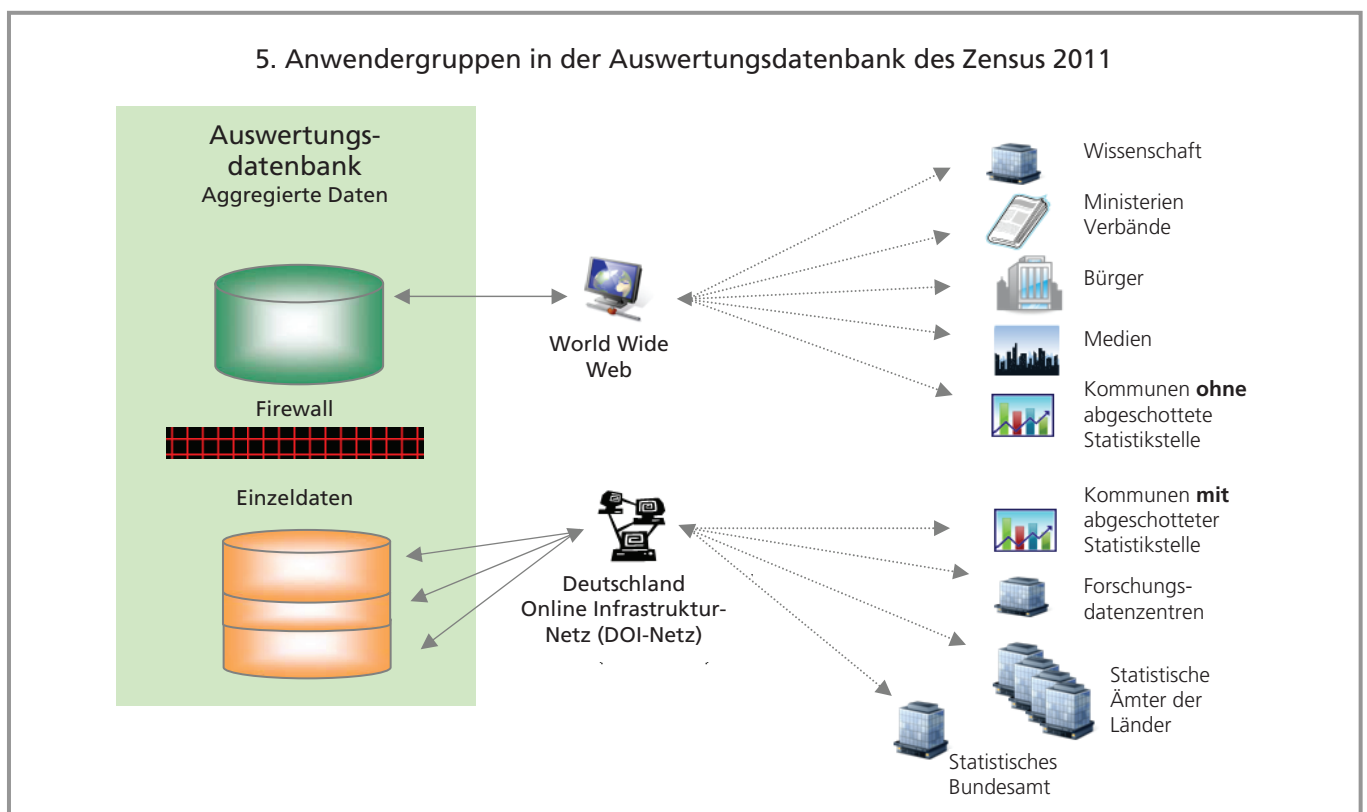 5. Anwendergruppen in der Auswertungsdatenbank des Zensus 2011
Auswertungs-
datenbank
Aggregierte Daten
Firewall
Einzeldaten
World Wide
Web
Deutschland
Online Infrastruktur-
Netz (DOI-Netz)
Wissenschaft
Ministerien
Verbände
Bürger
Medien
Kommunen ohne
abgeschottete
Statistikstelle
Kommunen mit
abgeschotteter
Statistikstelle
Forschungs-
datenzentren
Statistische
Ämter der
Länder
Statistisches
Bundesamt